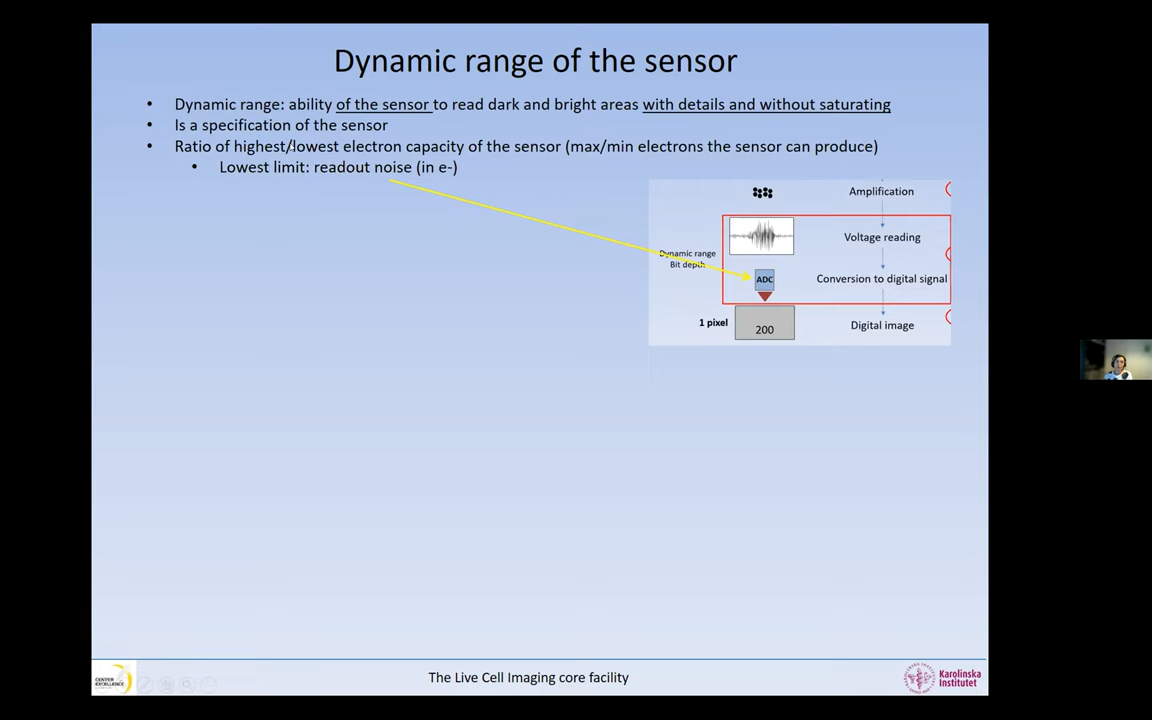 Dynamic range of the sensor
• Dynamic range: ability of the sensor to read dark and bright areas with details and without saturating
• Is a specification of the sensor
• Ratio of highest/lowest electron capacity of the sensor (max/min electrons the sensor can produce)
• Lowest limit: readout noise (in e-)
Amplification
Voltage reading
Dynamic range
Bit depth
ADC
Conversion to digital signal
1 pixel
200
Digital image
CENTER
EXCELLENCE
The Live Cell Imaging core facility
Karolinska
Institutet